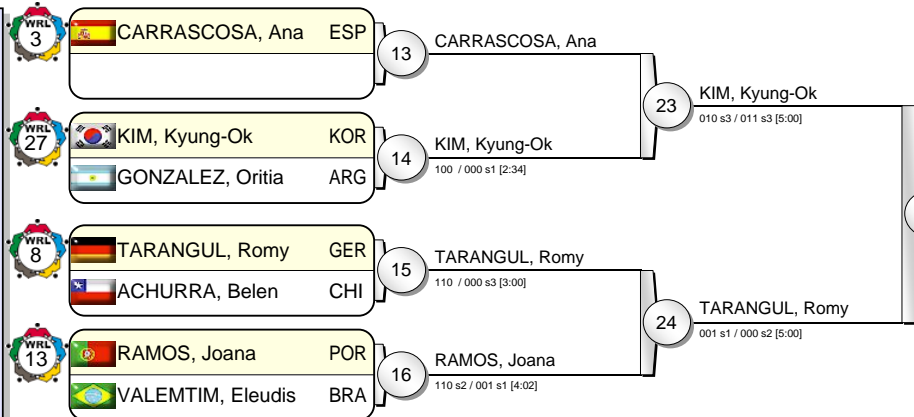 WRL
3
CARRASCOSA, Ana ESP
13
CARRASCOSA, Ana
23
KIM, Kyung-Ok
010 s3 / 011 s3 [5:00]
WRL
27
KIM, Kyung-Ok KOR
GONZALEZ, Oritia ARG
14
KIM, Kyung-Ok
100 / 000 s1 [2:34]
WRL
8
TARANGUL, Romy GER
ACHURRA, Belen CHI
15
TARANGUL, Romy
110 / 000 s3 [3:00]
24
TARANGUL, Romy
001 s1 / 000 s2 [5:00]
WRL
13
RAMOS, Joana POR
VALEMTIM, Eleudis BRA
16
RAMOS, Joana
110 s2 / 001 s1 [4:02]